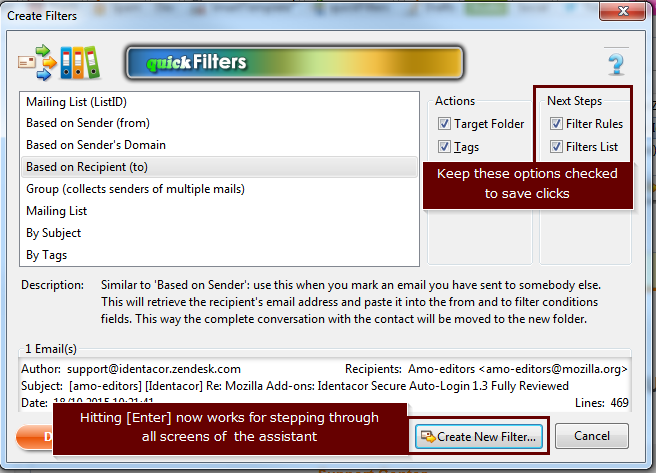 Create Filters
quickFilters
?
Mailing List (ListID)
Based on Sender (from)
Based on Sender's Domain
Based on Recipient (to)
Group (collects senders of multiple mails)
Mailing List
By Subject
By Tags
Actions
Target Folder
Tags
Next Steps
Filter Rules
Filters List
Keep these options checked
to save clicks
Description: Similar to 'Based on Sender': use this when you mark an email you have sent to somebody else.
This will retrieve the recipient's email address and paste it into the from and to filter conditions
fields. This way the complete conversation with the contact will be moved to the new folder.
1 Email(s)
Author: support@identacor.zendesk.com Recipients: Amo-editors <amo-editors@mozilla.org>
Subject: [amo-editors] [Identacor] Re: Mozilla Add-ons: Identacor Secure Auto-Login 1.3 Fully Reviewed
Date: 18/10 2015 10:21:41 Lines: 469
Hitting [Enter] now works for stepping through
all screens of the assistant
D
Create New Filter...
Cancel